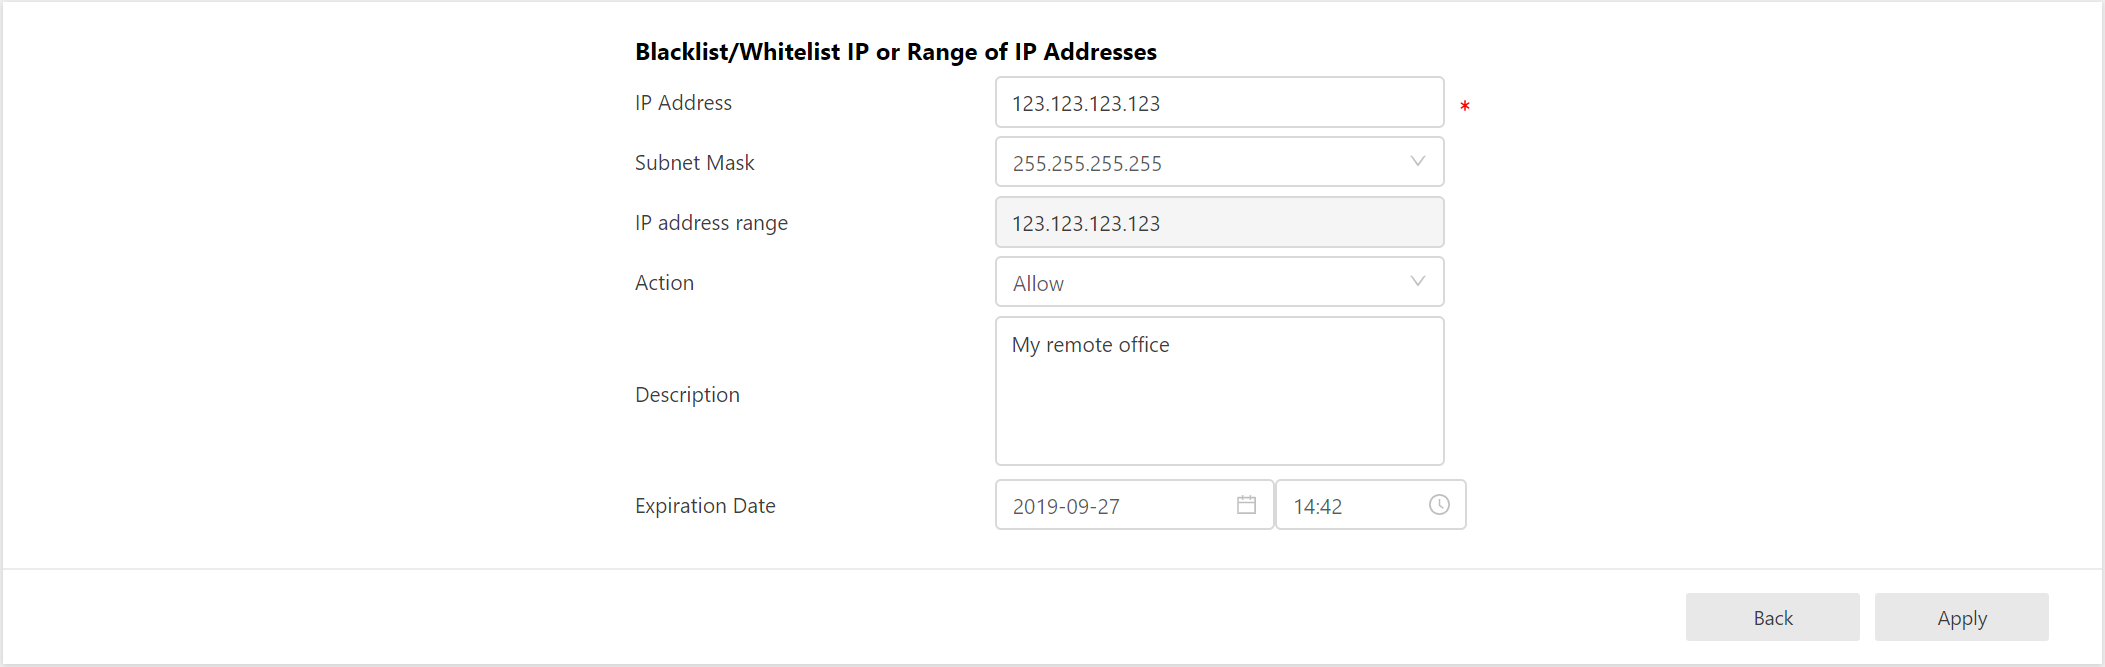 Blacklist/Whitelist IP or Range of IP Addresses
IP Address 123.123.123.123 *
Subnet Mask 255.255.255.255
IP address range 123.123.123.123
Action Allow
My remote office
Description
Expiration Date 2019-09-27 14:42
Back Apply